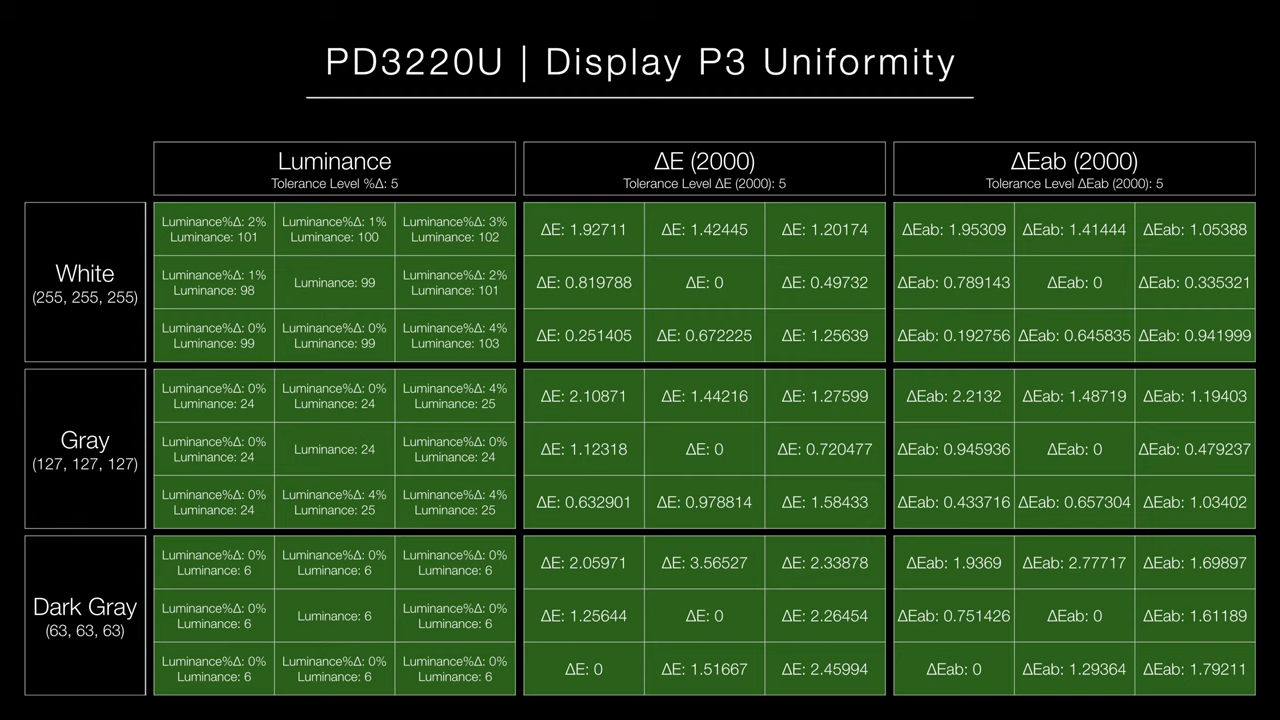 PD3220U | Display P3 Uniformity
Luminance
Tolerance Level %Δ: 5
ΔE (2000)
Tolerance Level ΔE (2000): 5
ΔEab (2000)
Tolerance Level ΔEab (2000): 5
White
(255, 255, 255)
Luminance%Δ: 2%
Luminance: 101
Luminance%Δ: 1%
Luminance: 100
Luminance%Δ: 3%
Luminance: 102
ΔE: 1.92711
ΔE: 1.42445
ΔE: 1.20174
ΔEab: 1.95309
ΔEab: 1.41444
ΔEab: 1.05388
Luminance%Δ: 1%
Luminance: 98
Luminance: 99
Luminance%Δ: 2%
Luminance: 101
ΔE: 0.819788
ΔE: 0
ΔE: 0.49732
ΔEab: 0.789143
ΔEab: 0
ΔEab: 0.335321
Luminance%Δ: 0%
Luminance: 99
Luminance%Δ: 0%
Luminance: 99
Luminance%Δ: 4%
Luminance: 103
ΔE: 0.251405
ΔE: 0.672225
ΔE: 1.25639
ΔEab: 0.192756
ΔEab: 0.645835
ΔEab: 0.941999
Gray
(127, 127, 127)
Luminance%Δ: 0%
Luminance: 24
Luminance%Δ: 0%
Luminance: 24
Luminance%Δ: 4%
Luminance: 25
ΔE: 2.10871
ΔE: 1.44216
ΔE: 1.27599
ΔEab: 2.2132
ΔEab: 1.48719
ΔEab: 1.19403
Luminance%Δ: 0%
Luminance: 24
Luminance: 24
Luminance%Δ: 0%
Luminance: 24
ΔE: 1.12318
ΔE: 0
ΔE: 0.720477
ΔEab: 0.945936
ΔEab: 0
ΔEab: 0.479237
Luminance%Δ: 0%
Luminance: 24
Luminance%Δ: 4%
Luminance: 25
Luminance%Δ: 4%
Luminance: 25
ΔE: 0.632901
ΔE: 0.978814
ΔE: 1.58433
ΔEab: 0.433716
ΔEab: 0.657304
ΔEab: 1.03402
Dark Gray
(63, 63, 63)
Luminance%Δ: 0%
Luminance: 6
Luminance%Δ: 0%
Luminance: 6
Luminance%Δ: 0%
Luminance: 6
ΔE: 2.05971
ΔE: 3.56527
ΔE: 2.33878
ΔEab: 1.9369
ΔEab: 2.77717
ΔEab: 1.69897
Luminance%Δ: 0%
Luminance: 6
Luminance: 6
Luminance%Δ: 0%
Luminance: 6
ΔE: 1.25644
ΔE: 0
ΔE: 2.26454
ΔEab: 0.751426
ΔEab: 0
ΔEab: 1.61189
Luminance%Δ: 0%
Luminance: 6
Luminance%Δ: 0%
Luminance: 6
Luminance%Δ: 0%
Luminance: 6
ΔE: 0
ΔE: 1.51667
ΔE: 2.45994
ΔEab: 0
ΔEab: 1.29364
ΔEab: 1.79211